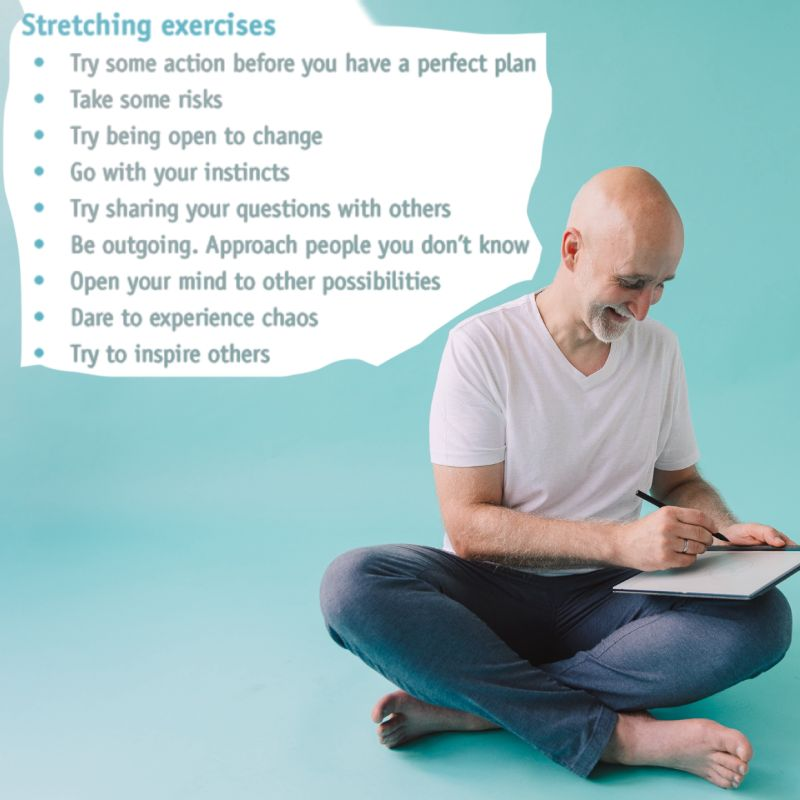 Stretching exercises
• Try some action before you have a perfect plan
• Take some risks
• Try being open to change
• Go with your instincts
• Try sharing your questions with others
• Be outgoing. Approach people you don't know
• Open your mind to other possibilities
• Dare to experience chaos
• Try to inspire others